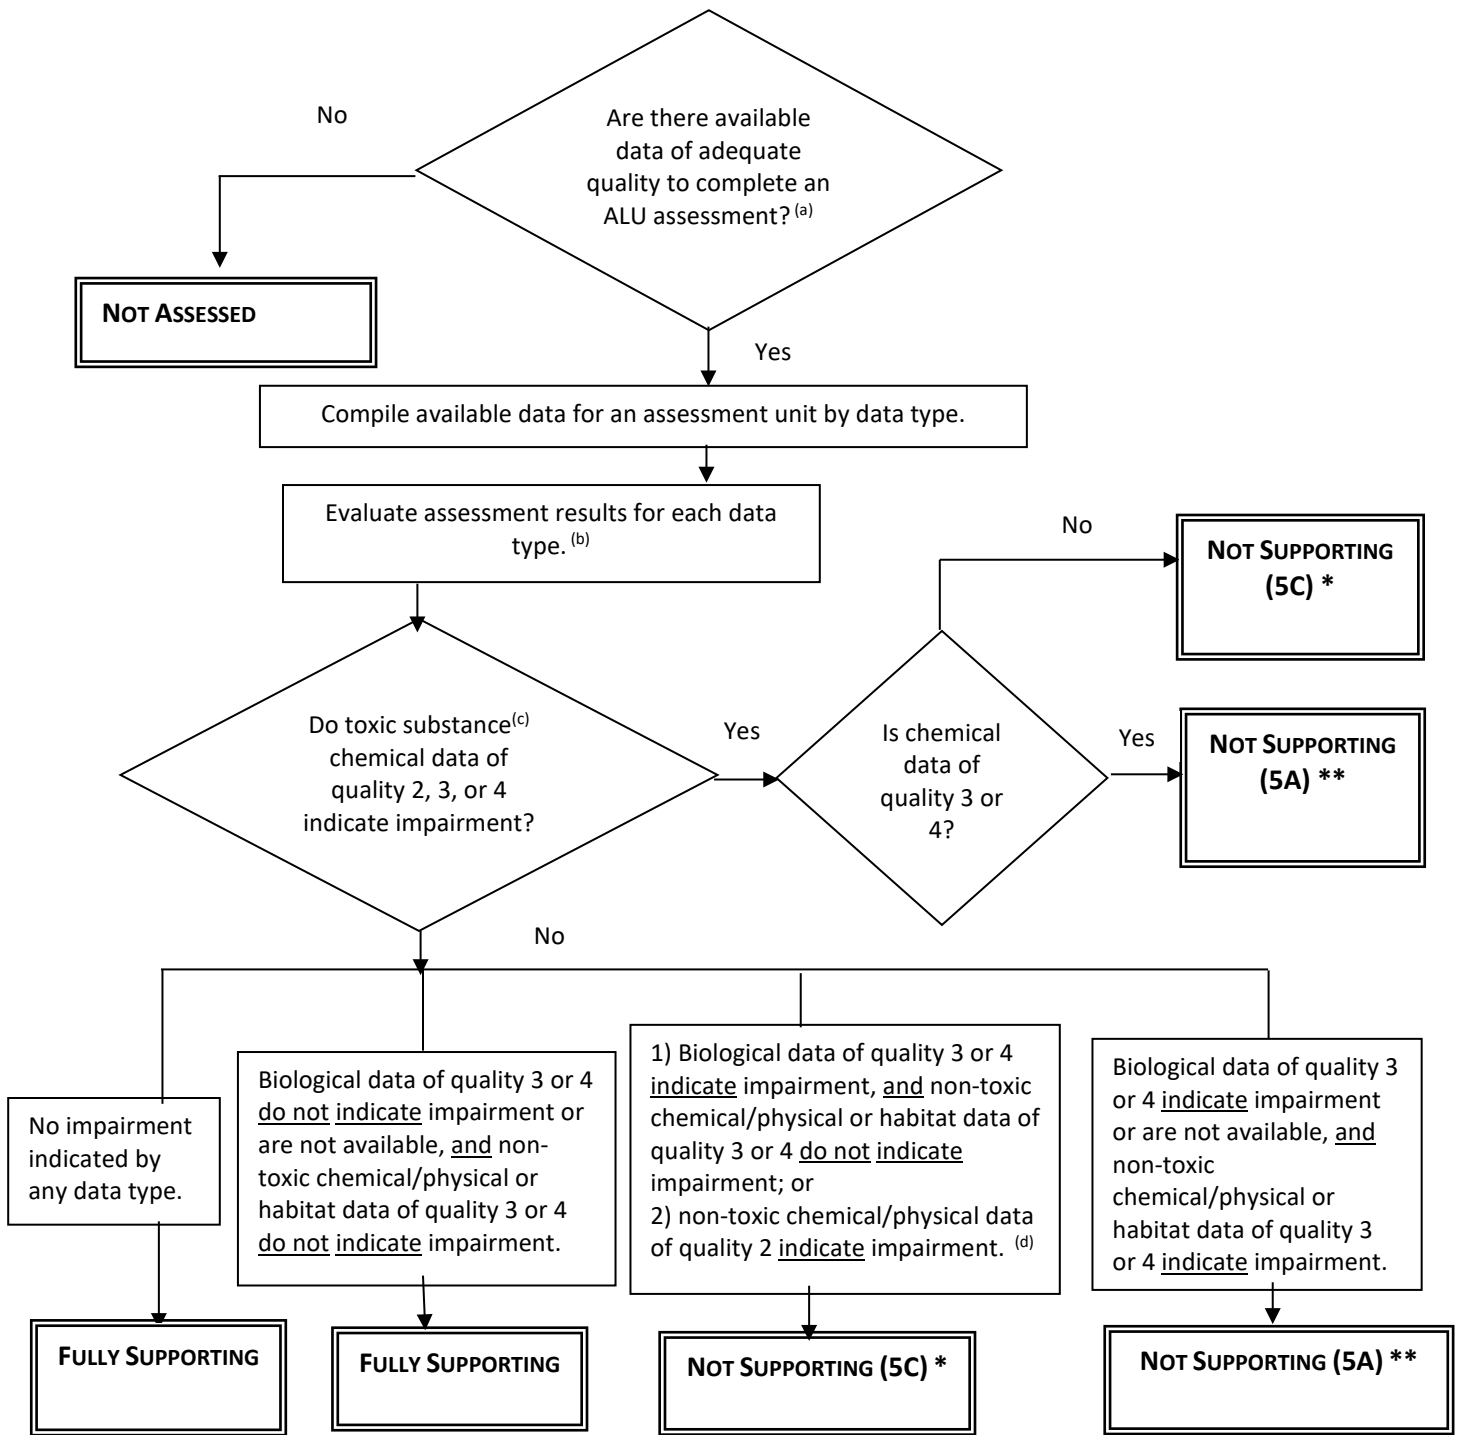 No
Are there available
data of adequate
quality to complete an
ALU assessment? (a)
NOT ASSESSED
Yes
Compile available data for an assessment unit by data type.
Evaluate assessment results for each data
type. (b)
No
NOT SUPPORTING
(5C) *
Do toxic substance(c)
chemical data of
quality 2, 3, or 4
indicate impairment?
Yes
Is chemical
data of
quality 3 or
4?
Yes
NOT SUPPORTING
(5A) **
No
No impairment
indicated by
any data type.
Biological data of quality 3 or 4
do not indicate impairment or
are not available, and non-
toxic chemical/physical or
habitat data of quality 3 or 4
do not indicate impairment.
1) Biological data of quality 3 or 4
indicate impairment, and non-toxic
chemical/physical or habitat data of
quality 3 or 4 do not indicate
impairment; or
2) non-toxic chemical/physical data
of quality 2 indicate impairment. (d)
Biological data of quality 3
or 4 indicate impairment
or are not available, and
non-toxic
chemical/physical or
habitat data of quality 3
or 4 indicate impairment.
FULLY SUPPORTING
FULLY SUPPORTING
NOT SUPPORTING (5C) *
NOT SUPPORTING (5A) **